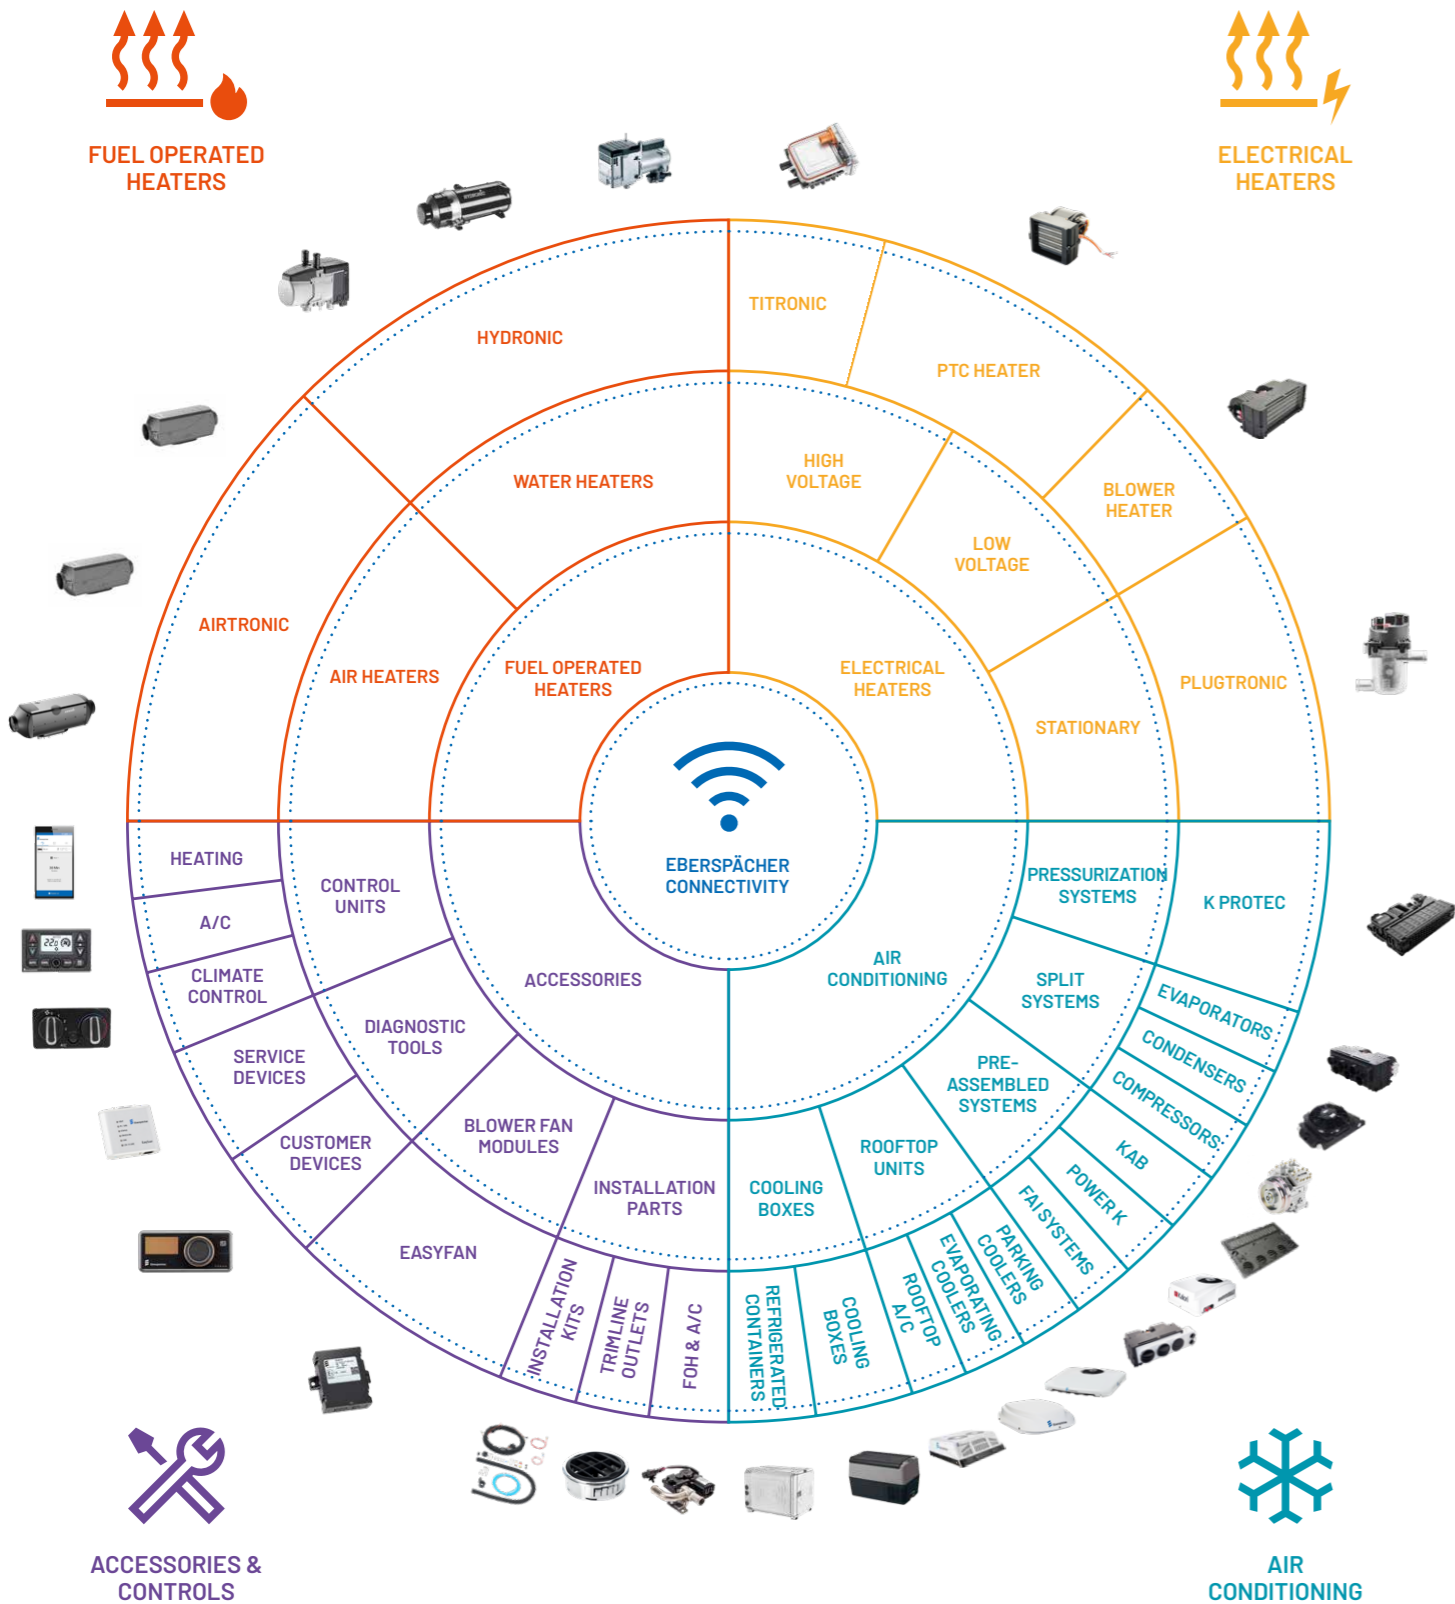 FUEL OPERATED
HEATERS
ELECTRICAL
HEATERS
HYDRONIC
TITRONIC
PTC HEATER
WATER HEATERS
HIGH
VOLTAGE
BLOWER
HEATER
LOW
VOLTAGE
AIRTRONIC
AIR HEATERS
FUEL OPERATED
HEATERS
ELECTRICAL
HEATERS
PLUGTRONIC
STATIONARY
EBERSPÄCHER
CONNECTIVITY
HEATING
A/C
CLIMATE
CONTROL
CONTROL
UNITS
SERVICE
DEVICES
CUSTOMER
DEVICES
DIAGNOSTIC
TOOLS
ACCESSORIES
BLOWER FAN
MODULES
INSTALLATION
PARTS
EASYFAN
INSTALLATION
KITS
TRIMLINE
OUTLETS
FOH & A/C
AIR
CONDITIONING
PRESSURIZATION
SYSTEMS
K PROTEC
SPLIT
SYSTEMS
EVAPORATORS
CONDENSERS
COMPRESSORS
PRE-
ASSEMBLED
SYSTEMS
KAB
POWER K
FAI SYSTEMS
ROOFTOP
UNITS
PARKING
COOLERS
EVAPORATING
COOLERS
ROOFTOP
A/C
COOLING
BOXES
COOLING
BOXES
REFRIGERATED
CONTAINERS
22.0
ACCESSORIES &
CONTROLS
AIR
CONDITIONING